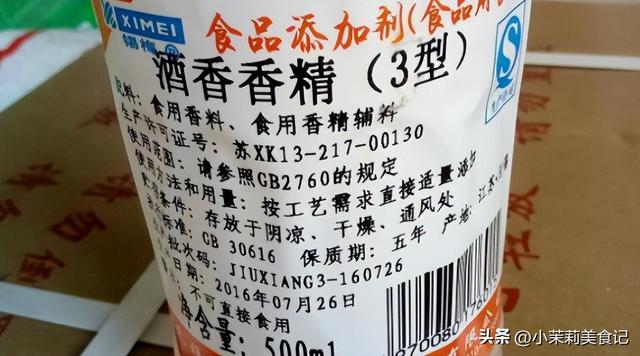 XIMEI
锡梅®
食品添加剂(食品用
酒香香精（3型）
配料：食用香料、食用香精辅料
生产许可证号：苏XK13-217-00130
使用范围：请参照GB2760的规定
使用方法和用量：按工艺需求直接适量添加
贮存条件：存放于阴凉、干燥、通风处
标准：GB 30616 保质期：五年 产地：江苏
批次码：JIUXIANG3-160726
日期：2016年07月26日
不可直接食用
净含量：500ml
头条 @小茉莉美食记